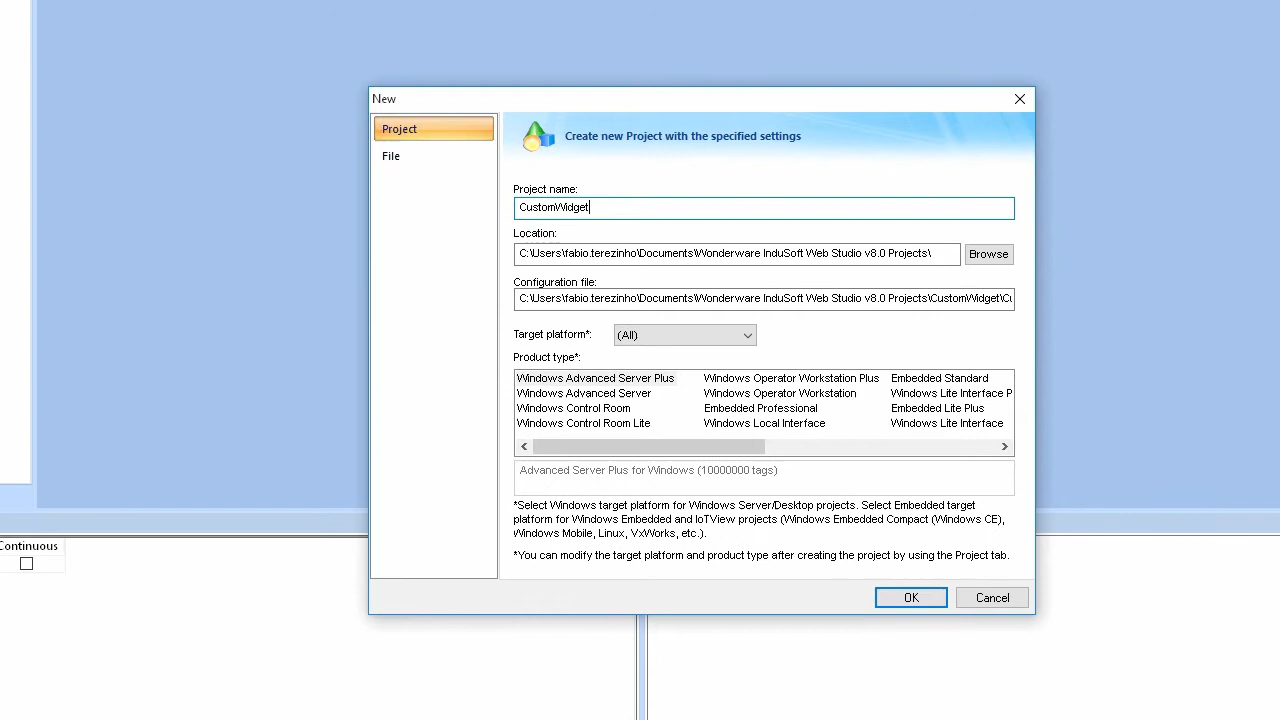 New
Project
File
Create new Project with the specified settings
Project name:
CustomWidget
Location:
C:\Users\fabio.terezinho\Documents\Wonderware InduSoft Web Studio v8.0 Projects\
Browse
Configuration file:
C:\Users\fabio.terezinho\Documents\Wonderware InduSoft Web Studio v8.0 Projects\CustomWidget\Cu
Target platform*:
(All)
Product type*:
Windows Advanced Server Plus Windows Operator Workstation Plus Embedded Standard
Windows Advanced Server Windows Operator Workstation Windows Lite Interface P
Windows Control Room Embedded Professional Embedded Lite Plus
Windows Control Room Lite Windows Local Interface Windows Lite Interface
Advanced Server Plus for Windows (10000000 tags)
*Select Windows target platform for Windows Server/Desktop projects. Select Embedded target
platform for Windows Embedded and IoTView projects (Windows Embedded Compact (Windows CE),
Windows Mobile, Linux, VxWorks, etc.).
*You can modify the target platform and product type after creating the project by using the Project tab.
OK
Cancel
Continuous